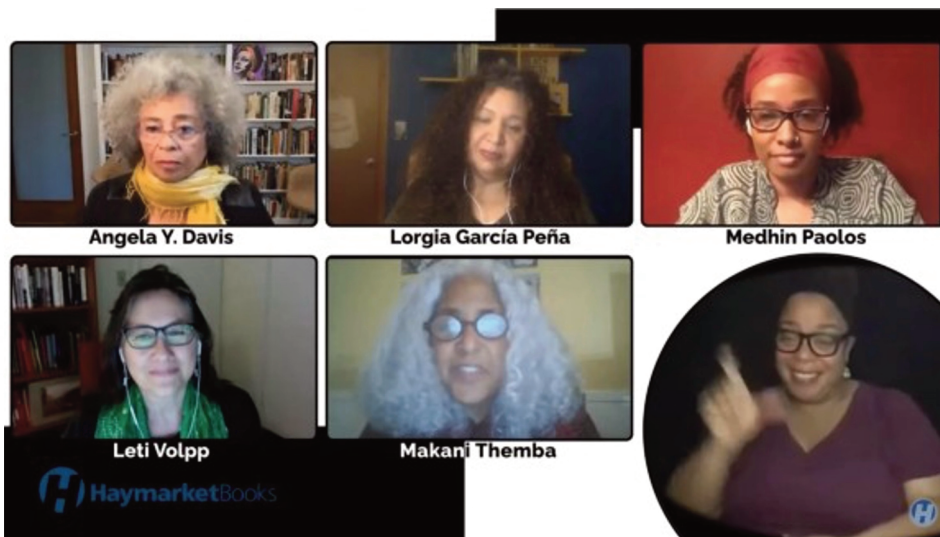 Angela Y. Davis
Lorgia García Peña
Medhin Paolos
Leti Volpp
Makani Themba
HaymarketBooks